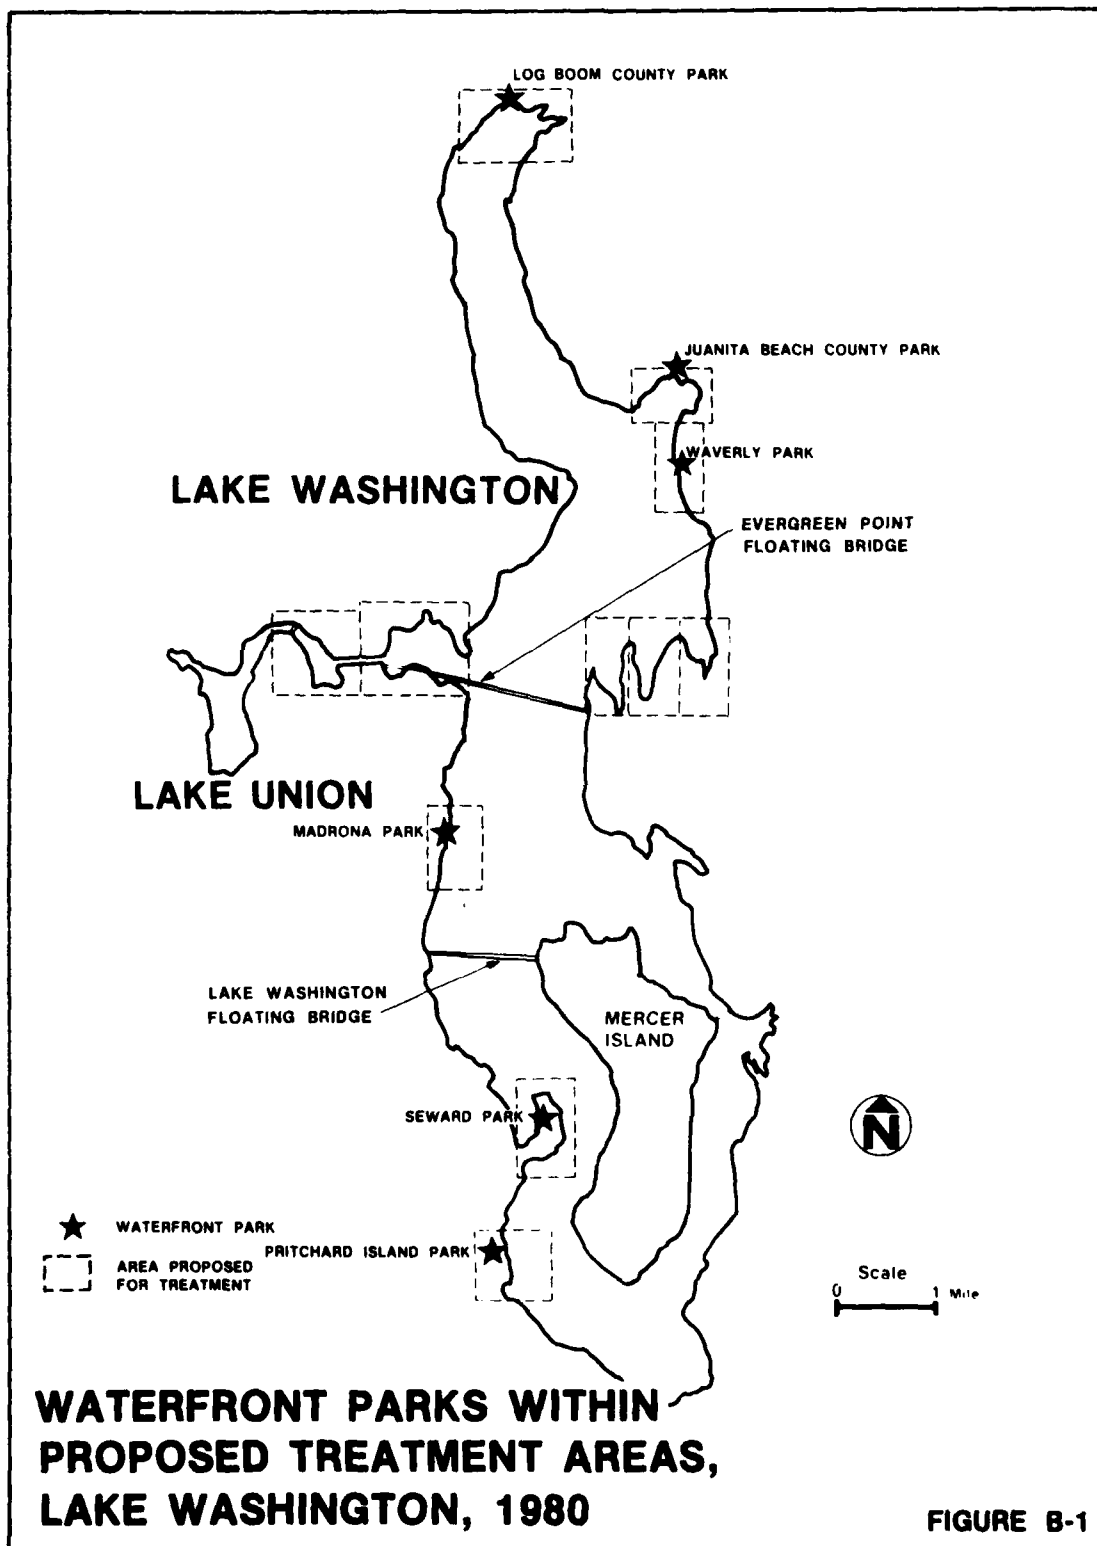 LOG BOOM COUNTY PARK
JUANITA BEACH COUNTY PARK
WAVERLY PARK
LAKE WASHINGTON
EVERGREEN POINT
FLOATING BRIDGE
LAKE UNION
MADRONA PARK
LAKE WASHINGTON
FLOATING BRIDGE
MERCER
ISLAND
SEWARD PARK
N
WATERFRONT PARK
PRITCHARD ISLAND PARK
AREA PROPOSED
FOR TREATMENT
Scale
0 1 Mile
WATERFRONT PARKS WITHIN
PROPOSED TREATMENT AREAS,
LAKE WASHINGTON, 1980
FIGURE B-1